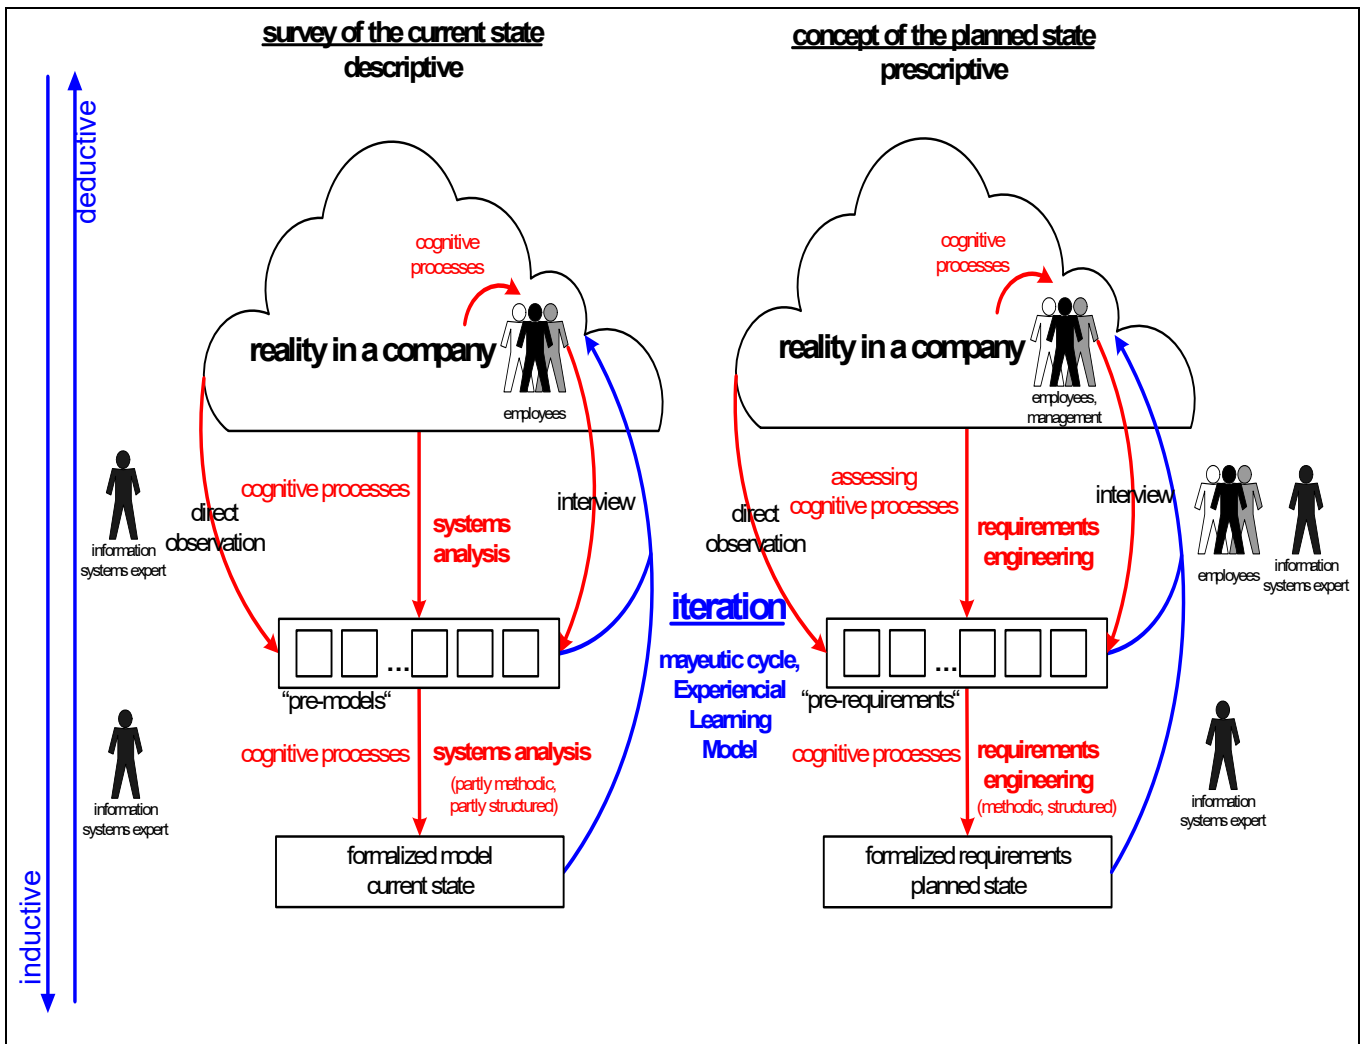 survey of the current state
descriptive
concept of the planned state
prescriptive
deductive
inductive
cognitive
processes
reality in a company
employees
cognitive processes
direct
observation
systems
analysis
interview
information
systems expert
"pre-models"
...
cognitive processes
systems analysis
(partly methodic,
partly structured)
information
systems expert
formalized model
current state
iteration
mayeutic cycle,
Experiencial
Learning
Model
cognitive
processes
reality in a company
employees,
management
assessing
cognitive processes
direct
observation
requirements
engineering
interview
employees
information
systems expert
...
"pre-requirements"
cognitive processes
requirements
engineering
(methodic, structured)
information
systems expert
formalized requirements
planned state